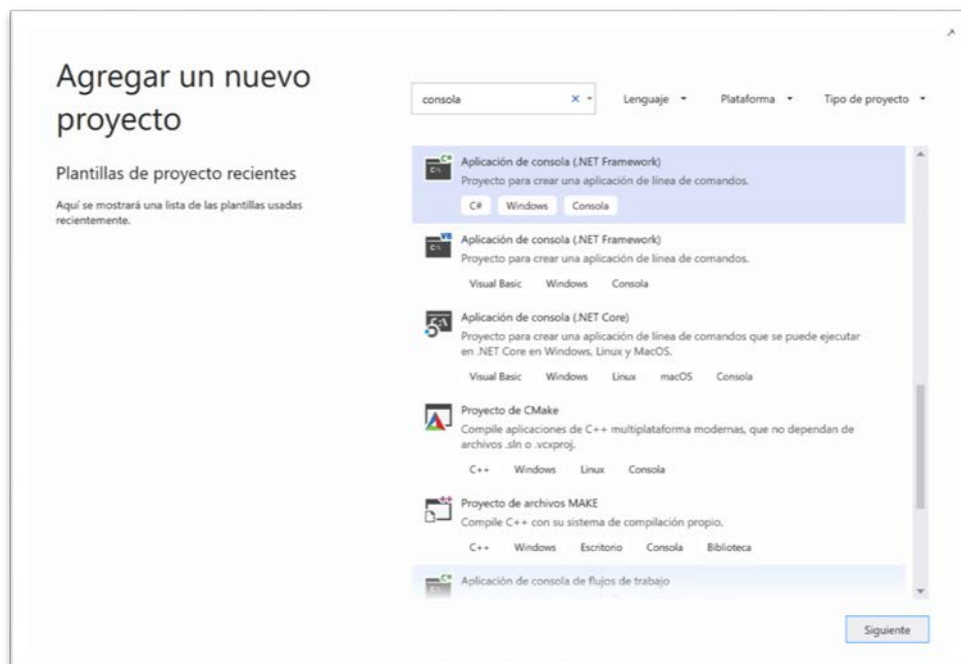 Agregar un nuevo
proyecto
Plantillas de proyecto recientes
Aquí se mostrará una lista de las plantillas usadas
recientemente.
consola
Lenguaje
Plataforma
Tipo de proyecto
Aplicación de consola (.NET Framework)
Proyecto para crear una aplicación de línea de comandos.
C# Windows Consola
Aplicación de consola (.NET Framework)
Proyecto para crear una aplicación de línea de comandos.
Visual Basic Windows Consola
Aplicación de consola (.NET Core)
Proyecto para crear una aplicación de línea de comandos que se puede ejecutar
en .NET Core en Windows, Linux y MacOS.
Visual Basic Windows Linux macOS Consola
Proyecto de CMake
Compile aplicaciones de C++ multiplataforma modernas, que no dependan de
archivos .sln o .vcxproj.
C++ Windows Linux Consola
Proyecto de archivos MAKE
Compile C++ con su sistema de compilación propio.
C++ Windows Escritorio Consola Biblioteca
Aplicación de consola de flujos de trabajo
Siguiente